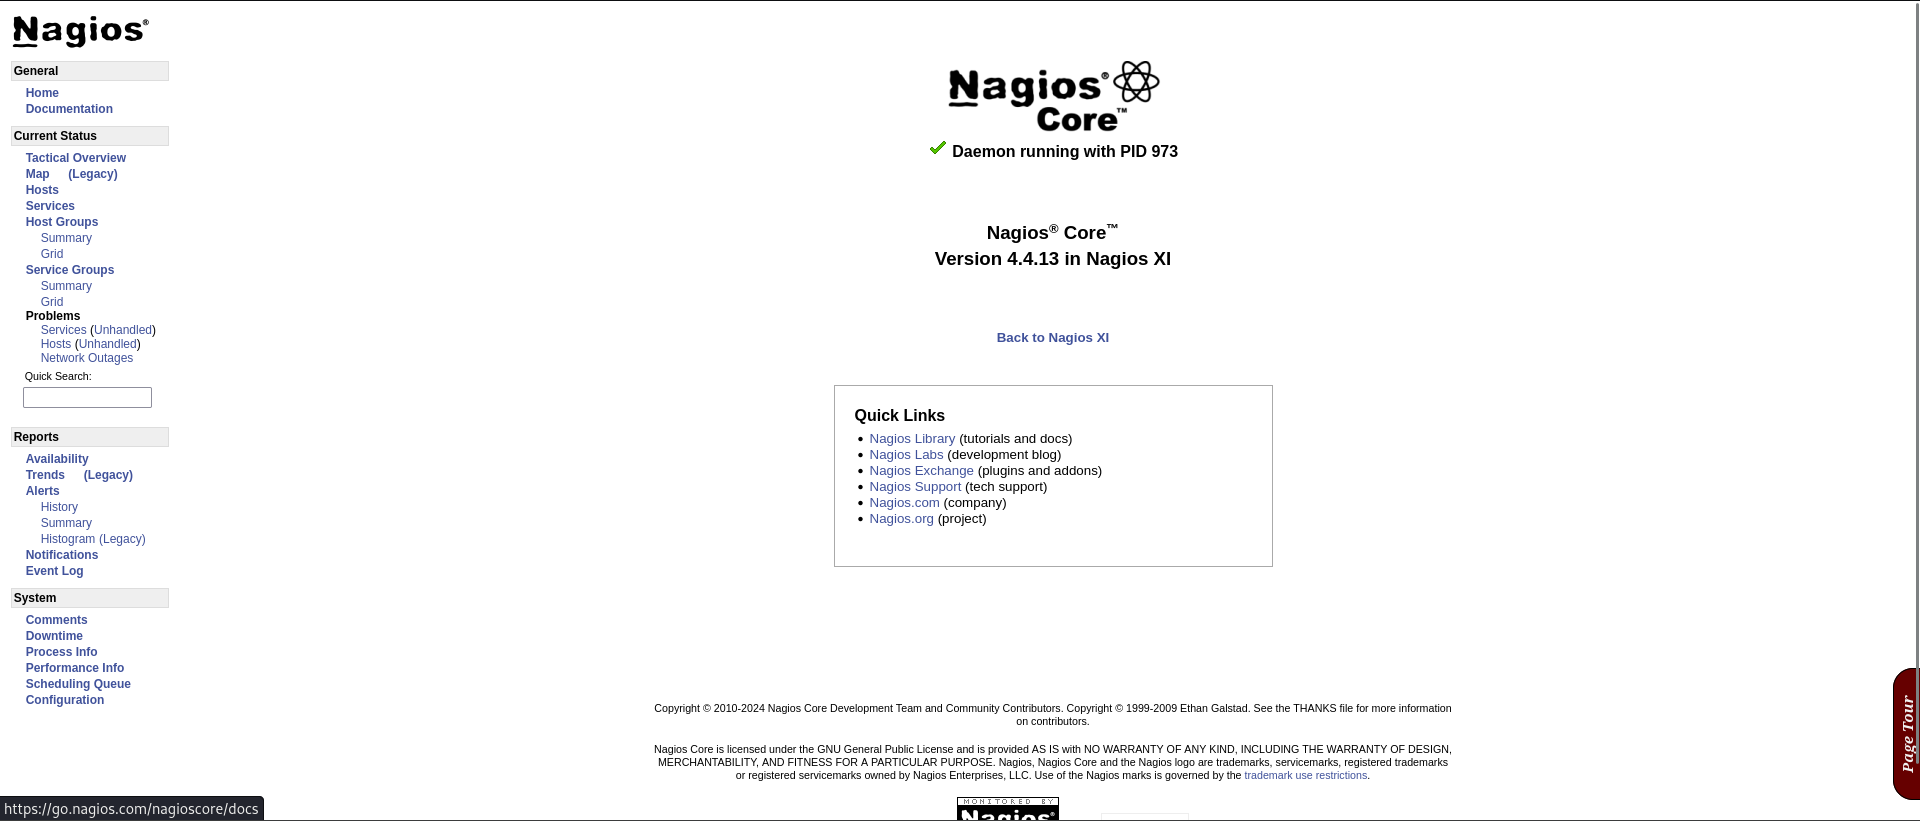 Nagios®
General
Home
Documentation
Current Status
Tactical Overview
Map (Legacy)
Hosts
Services
Host Groups
Summary
Grid
Service Groups
Summary
Grid
Problems
Services (Unhandled)
Hosts (Unhandled)
Network Outages
Quick Search:
Reports
Availability
Trends (Legacy)
Alerts
History
Summary
Histogram (Legacy)
Notifications
Event Log
System
Comments
Downtime
Process Info
Performance Info
Scheduling Queue
Configuration
Nagios®
Core™
Daemon running with PID 973
Nagios® Core™
Version 4.4.13 in Nagios XI
Back to Nagios XI
Quick Links
• Nagios Library (tutorials and docs)
• Nagios Labs (development blog)
• Nagios Exchange (plugins and addons)
• Nagios Support (tech support)
• Nagios.com (company)
• Nagios.org (project)
Copyright © 2010-2024 Nagios Core Development Team and Community Contributors. Copyright © 1999-2009 Ethan Galstad. See the THANKS file for more information
on contributors.
Nagios Core is licensed under the GNU General Public License and is provided AS IS with NO WARRANTY OF ANY KIND, INCLUDING THE WARRANTY OF DESIGN,
MERCHANTABILITY, AND FITNESS FOR A PARTICULAR PURPOSE. Nagios, Nagios Core and the Nagios logo are trademarks, servicemarks, registered trademarks
or registered servicemarks owned by Nagios Enterprises, LLC. Use of the Nagios marks is governed by the trademark use restrictions.
MONITORED BY
Nagios®
Page Tour
https://go.nagios.com/nagioscore/docs